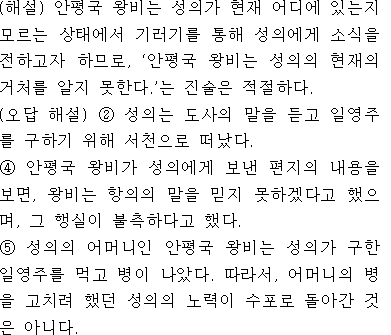 (해설) 안평국 왕비는 성의가 현재 어디에 있는지
모르는 상태에서 기러기를 통해 성의에게 소식을
전하고자 하므로, ‘안평국 왕비는 성의의 현재의
거처를 알지 못한다.’는 진술은 적절하다.
(오답 해설) ② 성의는 도사의 말을 듣고 일영주
를 구하기 위해 서천으로 떠났다.
④ 안평국 왕비가 성의에게 보낸 편지의 내용을
보면, 왕비는 항의의 말을 믿지 못하겠다고 했으
며, 그 행실이 불측하다고 했다.
⑤ 성의의 어머니인 안평국 왕비는 성의가 구한
일영주를 먹고 병이 나았다. 따라서, 어머니의 병
을 고치려 했던 성의의 노력이 수포로 돌아간 것
은 아니다.